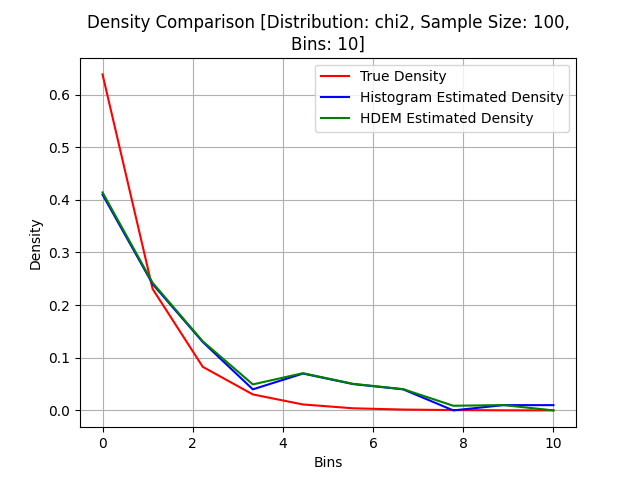 Density Comparison [Distribution: chi2, Sample Size: 100,
Bins: 10]
True Density
Histogram Estimated Density
HDEM Estimated Density
Density
0.6
0.5
0.4
0.3
0.2
0.1
0.0
0 2 4 6 8 10
Bins